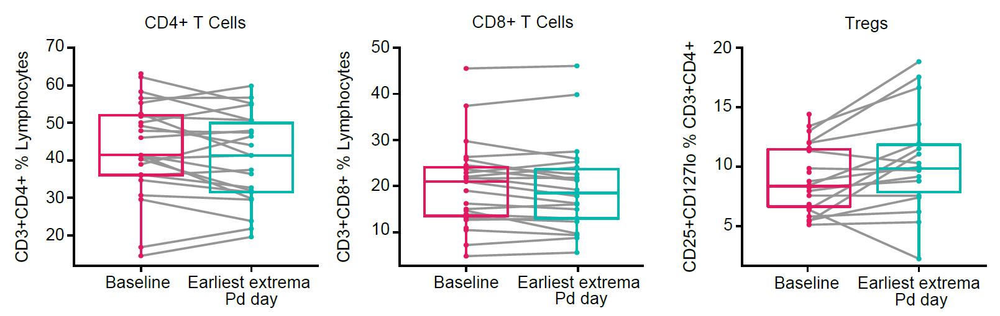 CD4+ T Cells
CD3+CD4+ % Lymphocytes
70
60
50
40
30
20
Baseline
Earliest extrema
Pd day
CD8+ T Cells
CD3+CD8+ % Lymphocytes
50
40
30
20
10
Baseline
Earliest extrema
Pd day
Tregs
CD25+CD127lo % CD3+CD4+
20
15
10
5
Baseline
Earliest extrema
Pd day